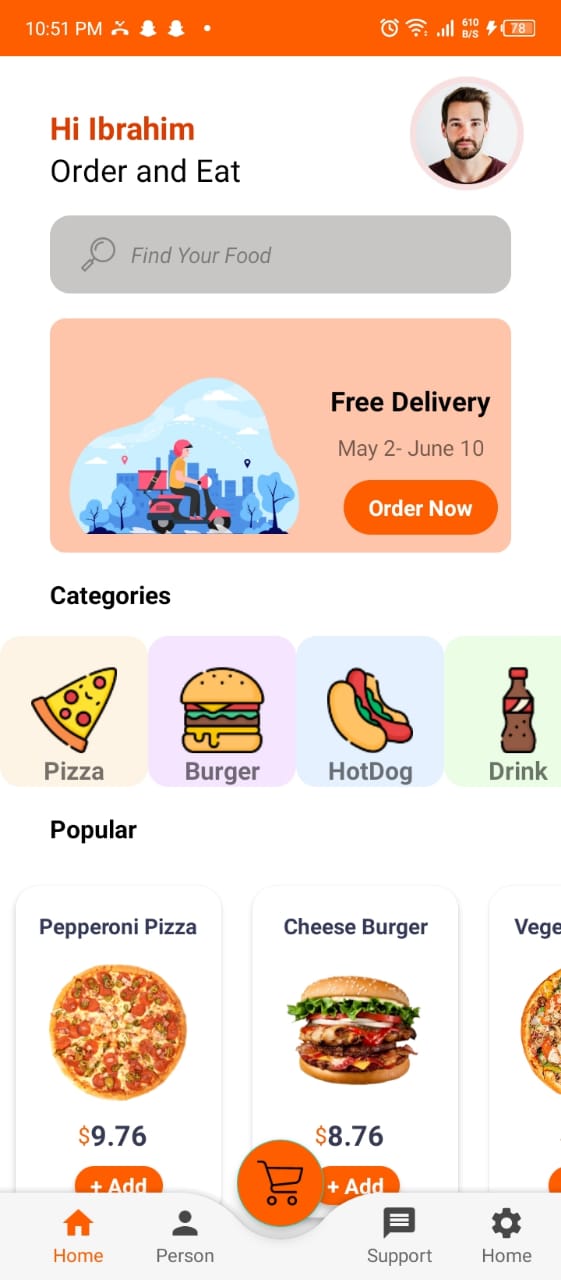 10:51 PM
610
B/S
78
Hi Ibrahim
Order and Eat
Find Your Food
Free Delivery
May 2- June 10
Order Now
Categories
Pizza
Burger
HotDog
Drink
Popular
Pepperoni Pizza
Cheese Burger
Vege
$9.76
$8.76
+ Add
+ Add
Home
Person
Support
Home